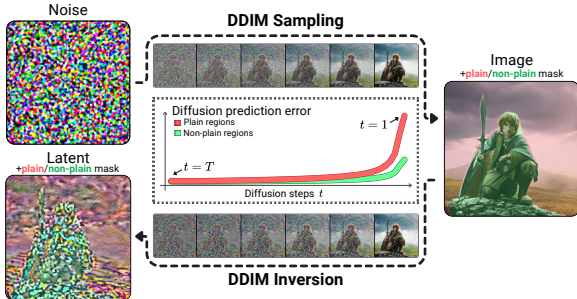 Noise
DDIM Sampling
Image
+plain/non-plain mask
Diffusion prediction error
Plain regions
Non-plain regions
t = 1
t = T
Diffusion steps t
Latent
+plain/non-plain mask
DDIM Inversion